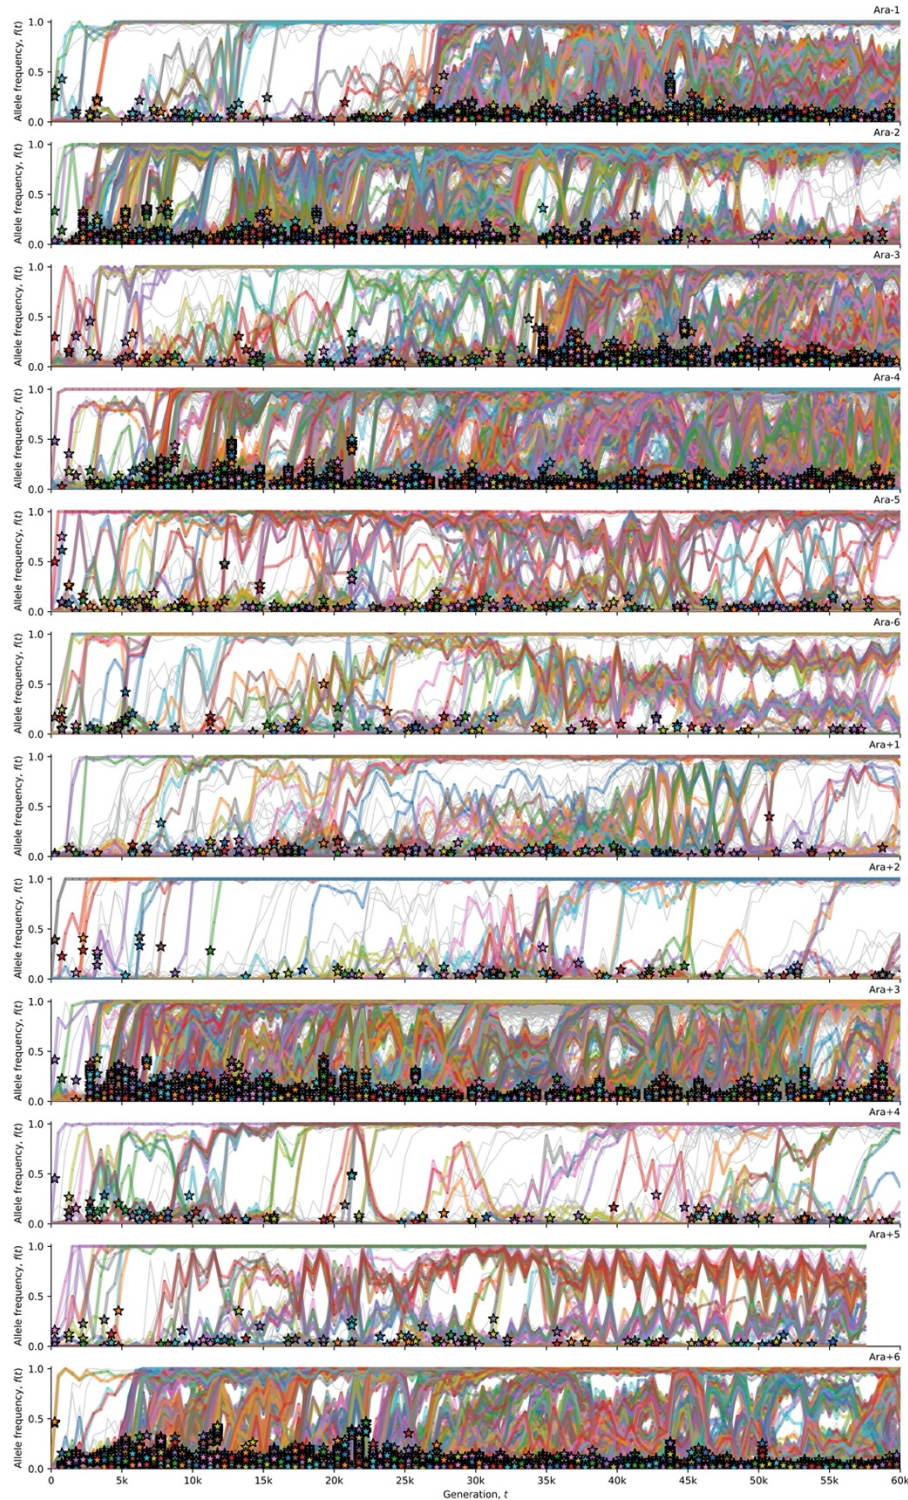 Ara-1
1.0
0.5
0.0
Allele frequency, f(t)
Ara-2
1.0
0.5
0.0
Allele frequency, f(t)
Ara-3
1.0
0.5
0.0
Allele frequency, f(t)
Ara-4
1.0
0.5
0.0
Allele frequency, f(t)
Ara-5
1.0
0.5
0.0
Allele frequency, f(t)
Ara-6
1.0
0.5
0.0
Allele frequency, f(t)
Ara+1
1.0
0.5
0.0
Allele frequency, f(t)
Ara+2
1.0
0.5
0.0
Allele frequency, f(t)
Ara+3
1.0
0.5
0.0
Allele frequency, f(t)
Ara+4
1.0
0.5
0.0
Allele frequency, f(t)
Ara+5
1.0
0.5
0.0
Allele frequency, f(t)
Ara+6
1.0
0.5
0.0
Allele frequency, f(t)
0 5k 10k 15k 20k 25k 30k 35k 40k 45k 50k 55k 60k
Generation, t